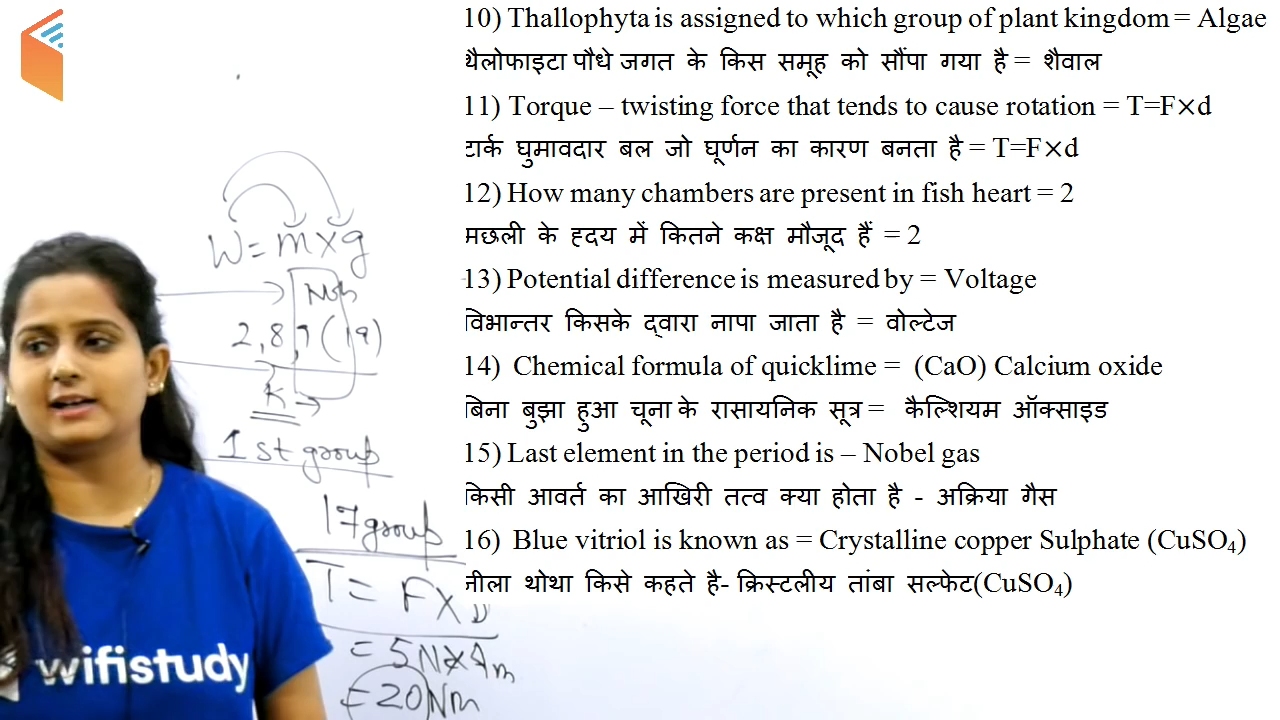 10) Thallophyta is assigned to which group of plant kingdom = Algae
थैलोफाइटा पौधे जगत के किस समूह को सौंपा गया है = शैवाल
11) Torque – twisting force that tends to cause rotation = T=F×d
टार्क घुमावदार बल जो घूर्णन का कारण बनता है = T=F×d
12) How many chambers are present in fish heart = 2
मछली के ह्दय में कितने कक्ष मौजूद हैं = 2
13) Potential difference is measured by = Voltage
विभान्तर किसके द्वारा नापा जाता है = वोल्टेज
14) Chemical formula of quicklime = (CaO) Calcium oxide
बिना बुझा हुआ चूना के रासायनिक सूत्र = कैल्शियम ऑक्साइड
15) Last element in the period is – Nobel gas
किसी आवर्त का आखिरी तत्व क्या होता है - अक्रिया गैस
16) Blue vitriol is known as = Crystalline copper Sulphate (CuSO₄)
नीला थोथा किसे कहते है- क्रिस्टलीय तांबा सल्फेट(CuSO₄)
W = m × g
2, 8, (19)
K →
1st group
17 group
T = F ×
= 5N × 4m
= 20 Nm
wifistudy